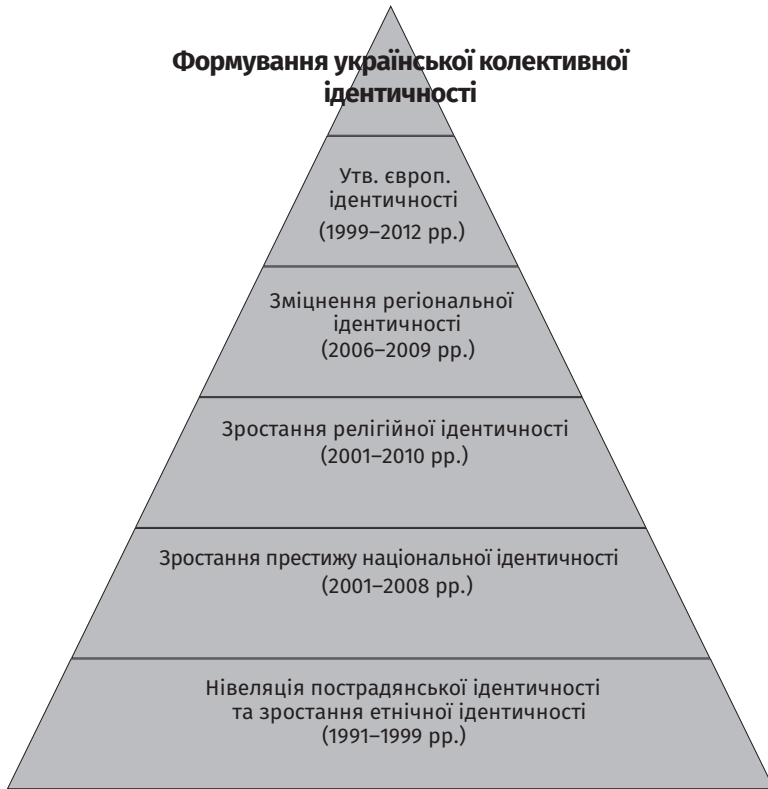 Формування української колективної
ідентичності
Утв. європ.
ідентичності
(1999–2012 рр.)
Зміцнення регіональної
ідентичності
(2006–2009 рр.)
Зростання релігійної ідентичності
(2001–2010 рр.)
Зростання престижу національної ідентичності
(2001–2008 рр.)
Нівеляція пострадянської ідентичності
та зростання етнічної ідентичності
(1991–1999 рр.)